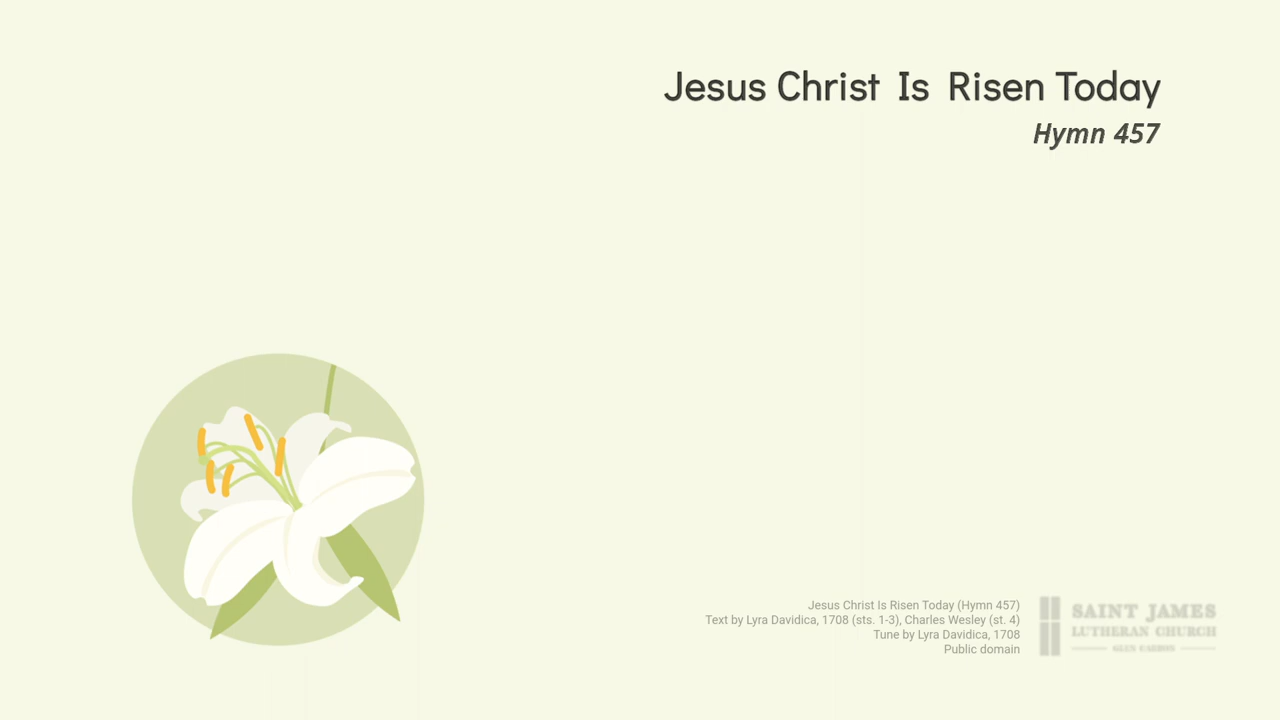 Jesus Christ Is Risen Today
Hymn 457
Jesus Christ Is Risen Today (Hymn 457)
Text by Lyra Davidica, 1708 (sts. 1-3), Charles Wesley (st. 4)
Tune by Lyra Davidica, 1708
Public domain
SAINT JAMES
LUTHERAN CHURCH